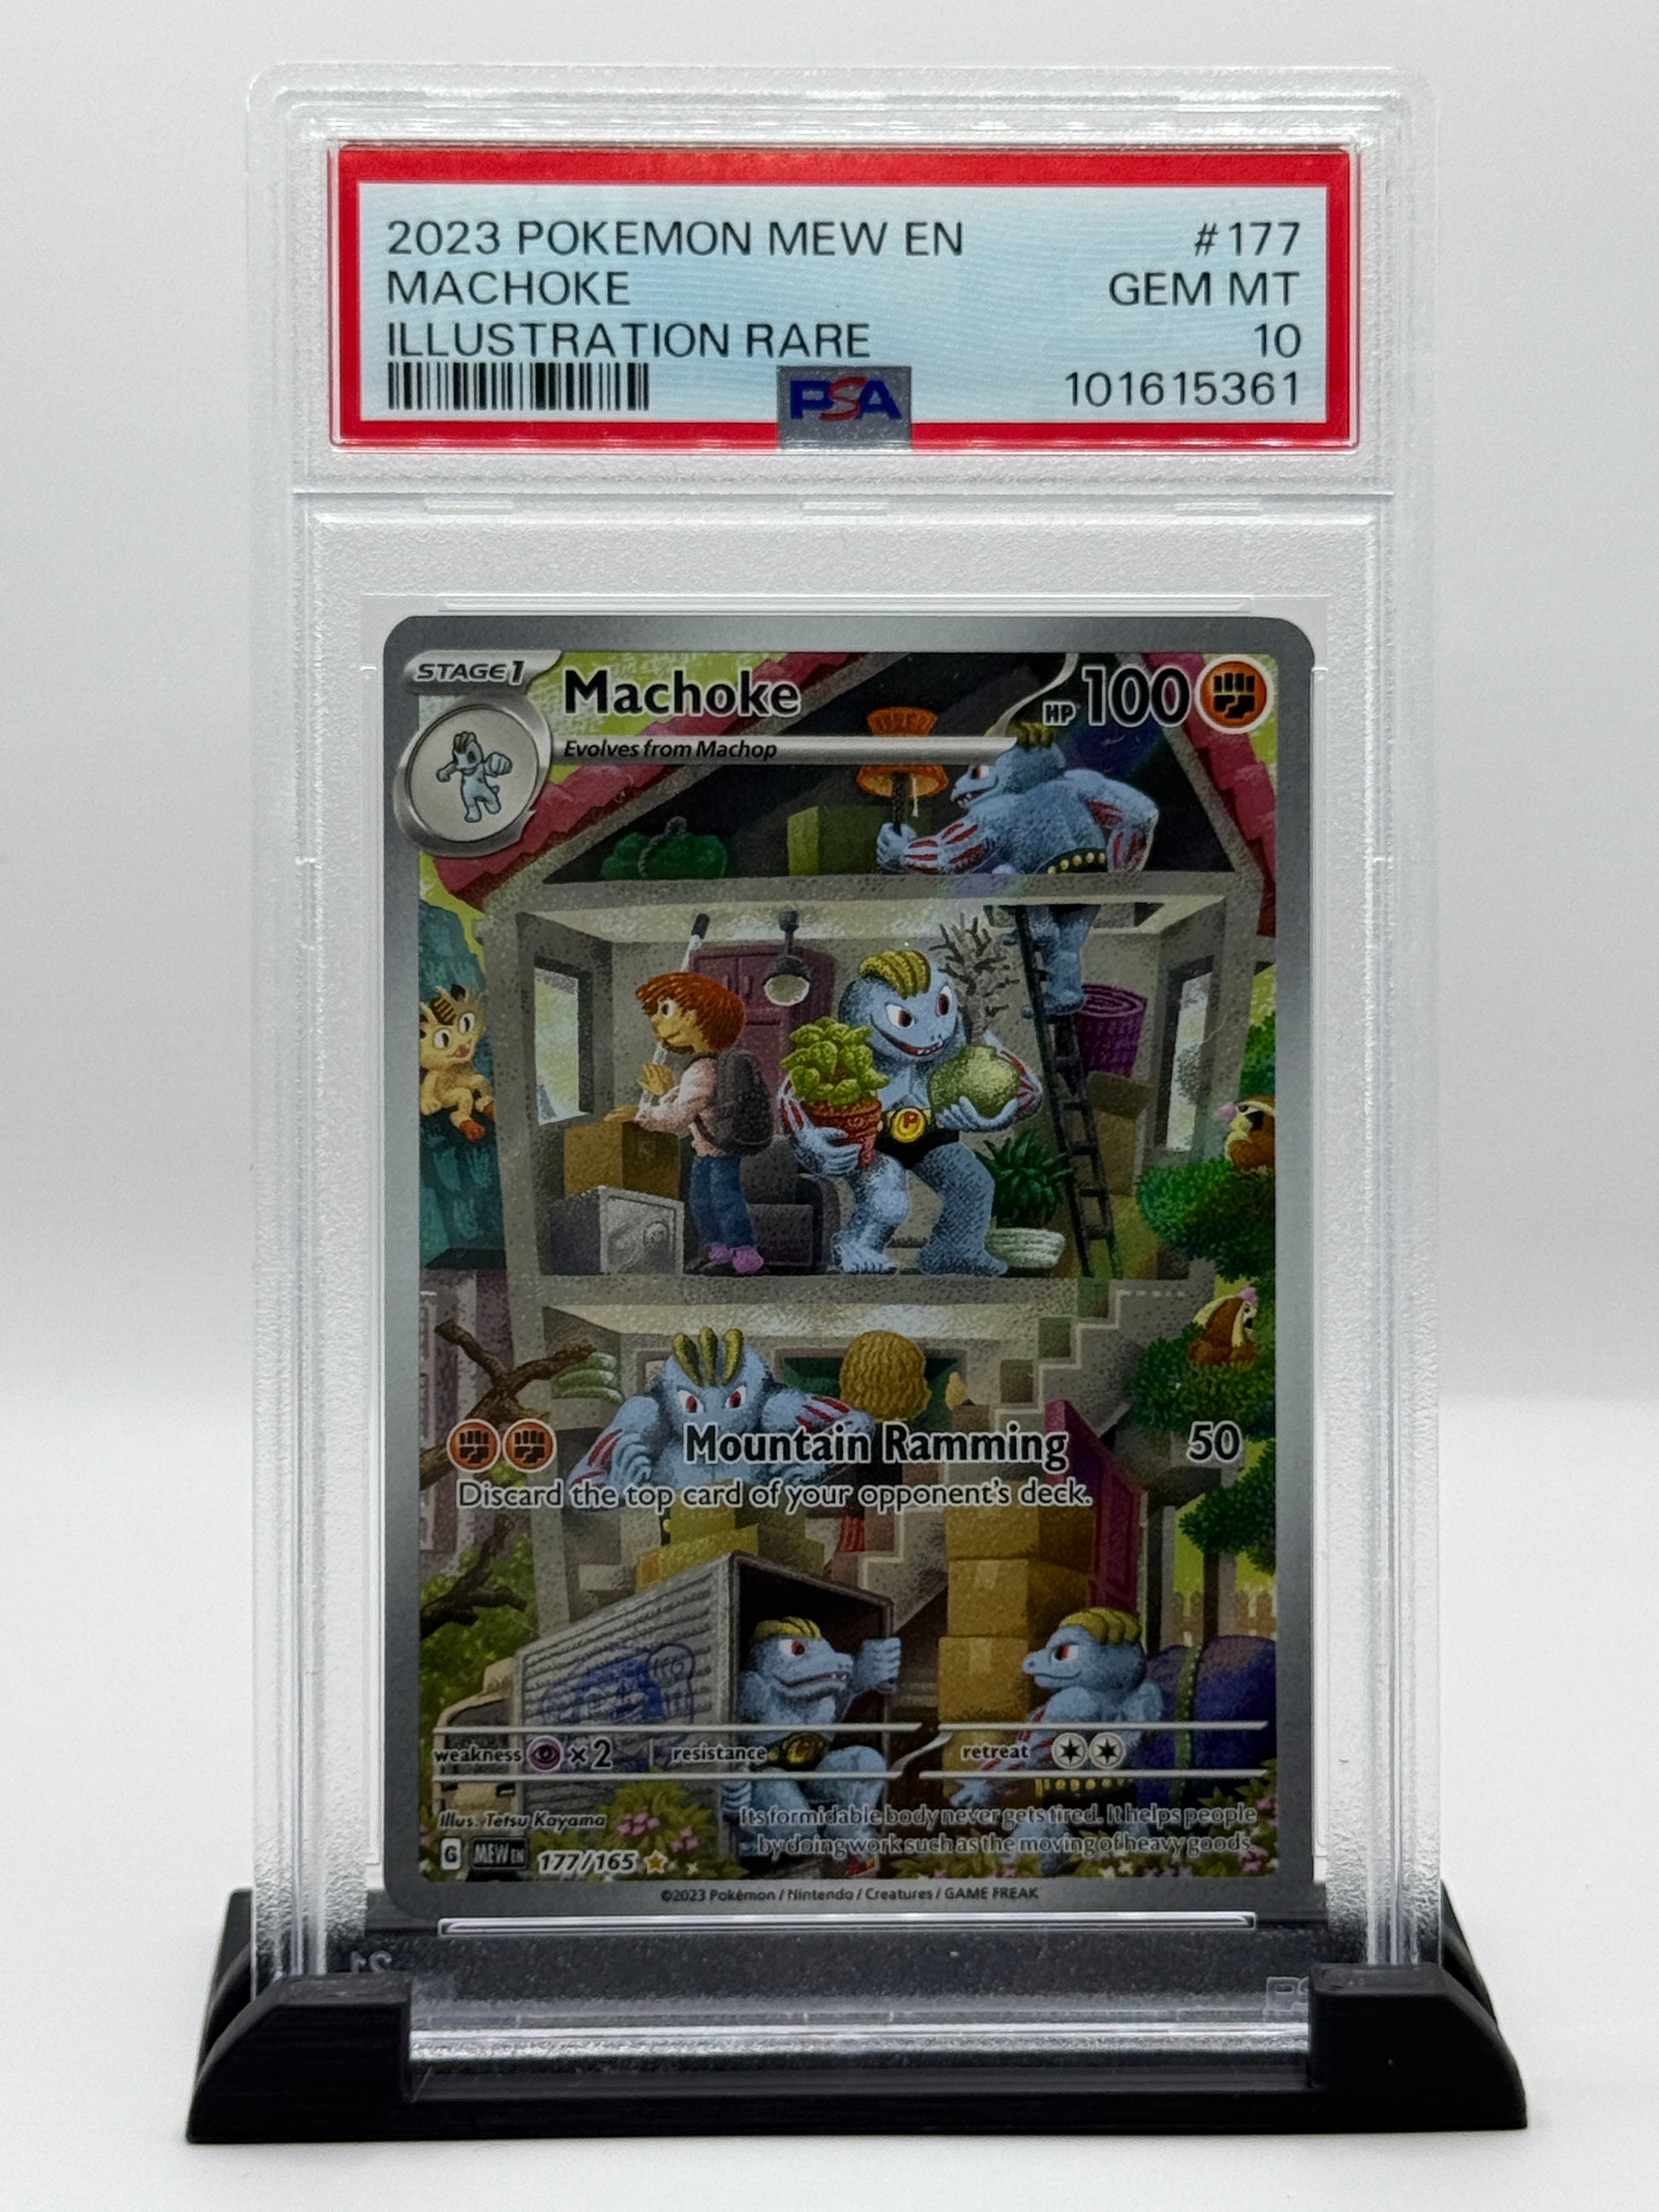 2023 POKEMON MEW EN #177
MACHOKE GEM MT
ILLUSTRATION RARE 10
PSA 101615361
STAGE1 Machoke HP 100
Evolves from Machop
Mountain Ramming 50
Discard the top card of your opponent's deck.
weakness ×2 resistance retreat
Illus. Tetsu Kayama
Its formidable body never gets tired. It helps people
by doing work such as the moving of heavy goods.
G MEW EN 177/165
©2023 Pokémon / Nintendo / Creatures / GAME FREAK